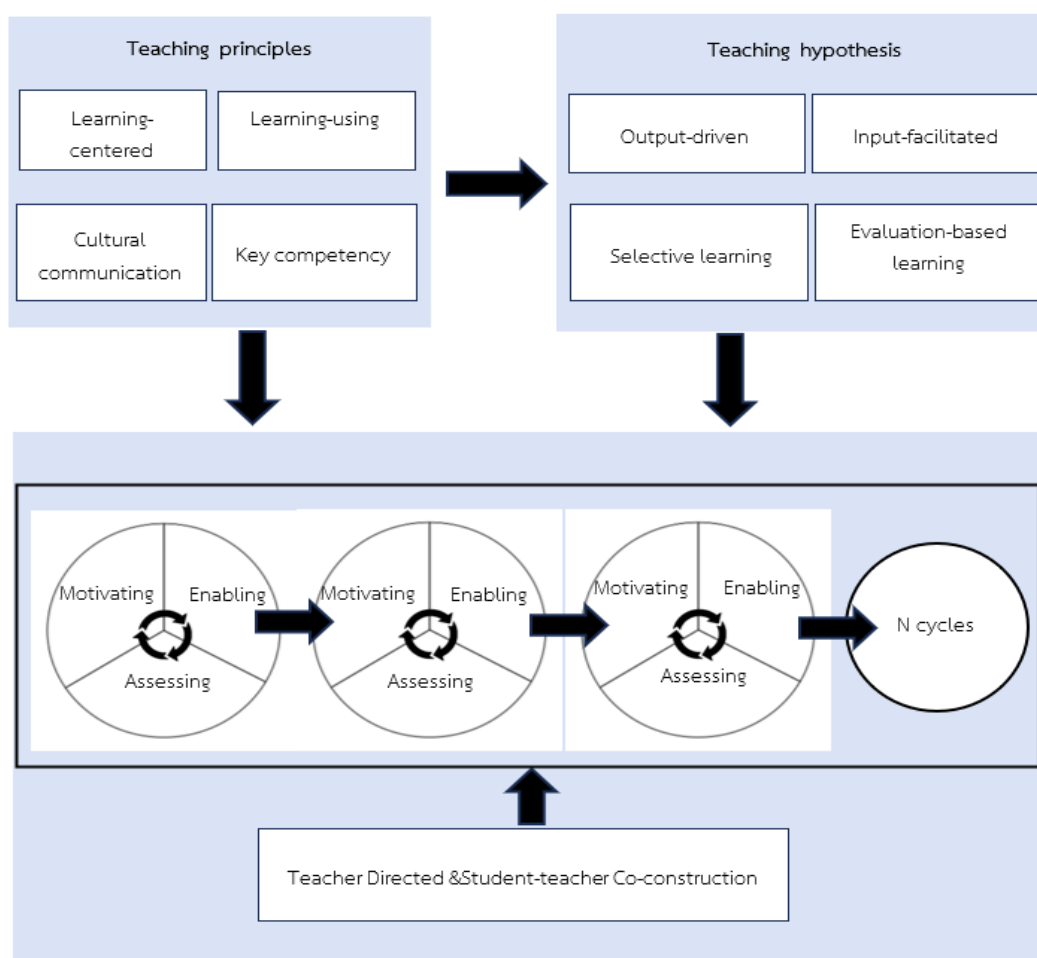 Teaching principles
Learning-
centered
Learning-using
Cultural
communication
Key competency
Teaching hypothesis
Output-driven
Input-facilitated
Selective learning
Evaluation-based
learning
Motivating
Enabling
Assessing
Motivating
Enabling
Assessing
Motivating
Enabling
Assessing
N cycles
Teacher Directed &Student-teacher Co-construction